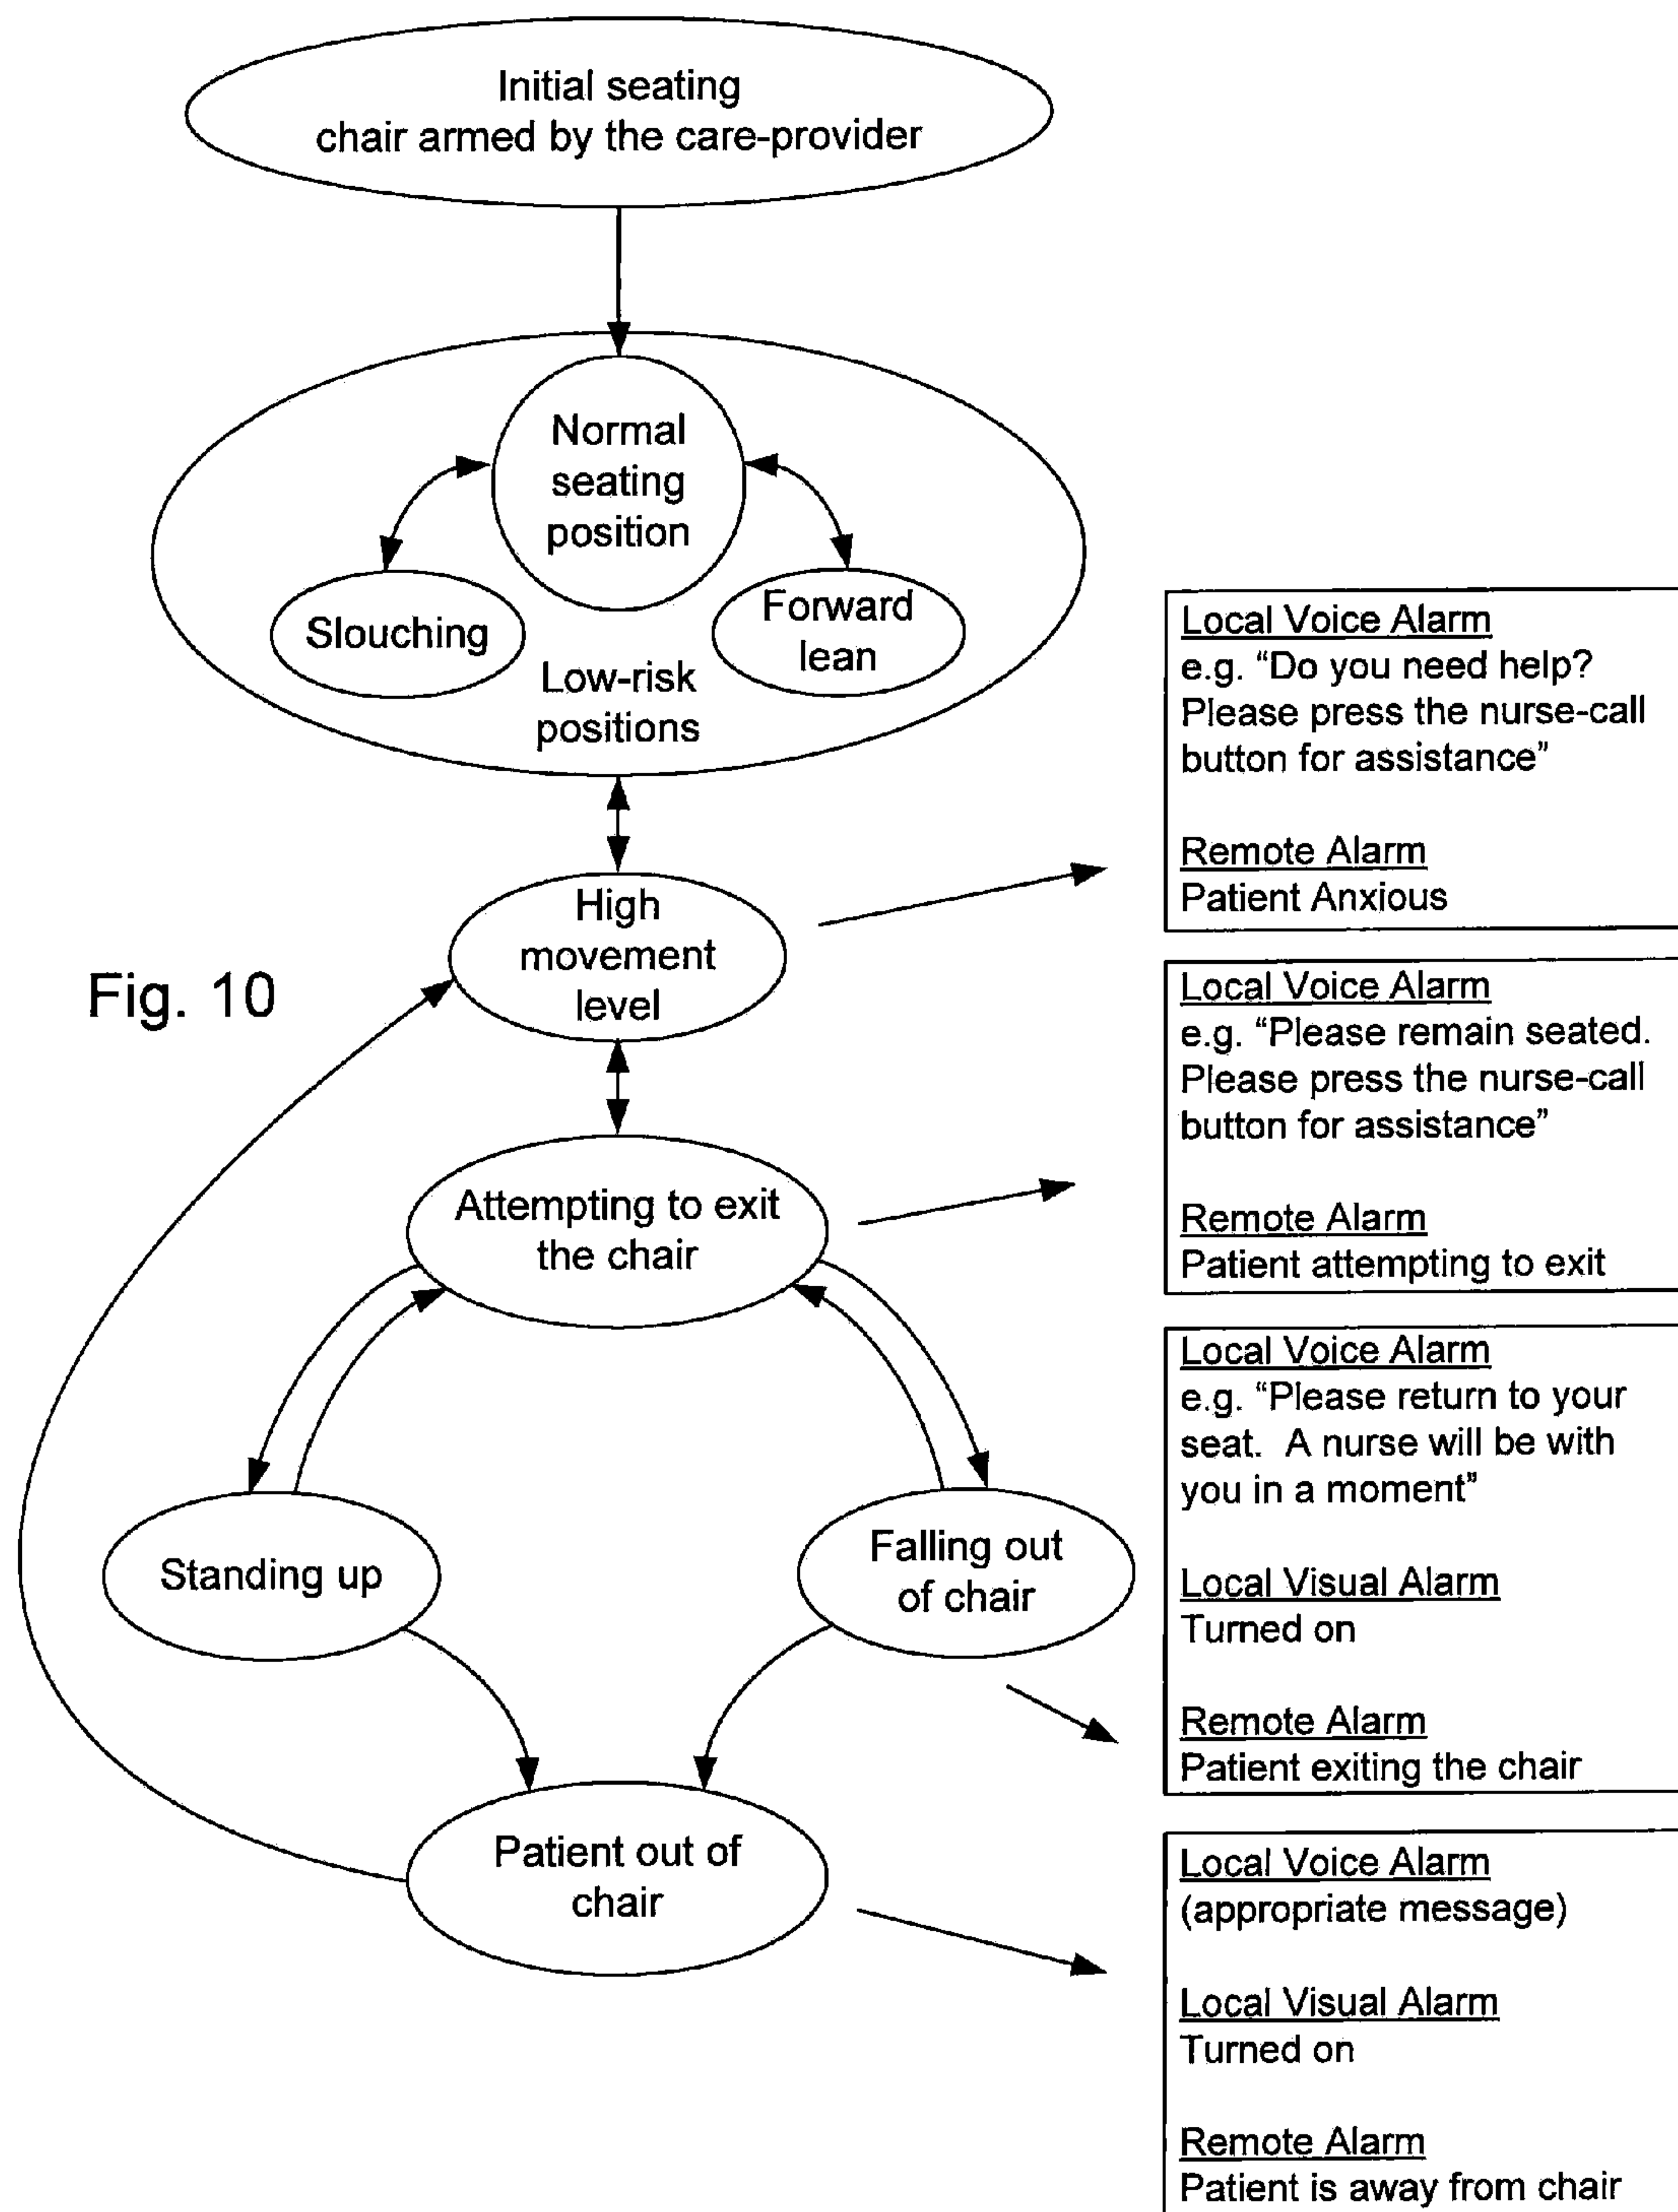 Initial seating
chair armed by the care-provider
Normal
seating
position
Slouching
Forward
lean
Low-risk
positions
High
movement
level
Fig. 10
Attempting to exit
the chair
Standing up
Falling out
of chair
Patient out of
chair
Local Voice Alarm
e.g. “Do you need help?
Please press the nurse-call
button for assistance”
Remote Alarm
Patient Anxious
Local Voice Alarm
e.g. “Please remain seated.
Please press the nurse-call
button for assistance”
Remote Alarm
Patient attempting to exit
Local Voice Alarm
e.g. “Please return to your
seat.  A nurse will be with
you in a moment”
Local Visual Alarm
Turned on
Remote Alarm
Patient exiting the chair
Local Voice Alarm
(appropriate message)
Local Visual Alarm
Turned on
Remote Alarm
Patient is away from chair